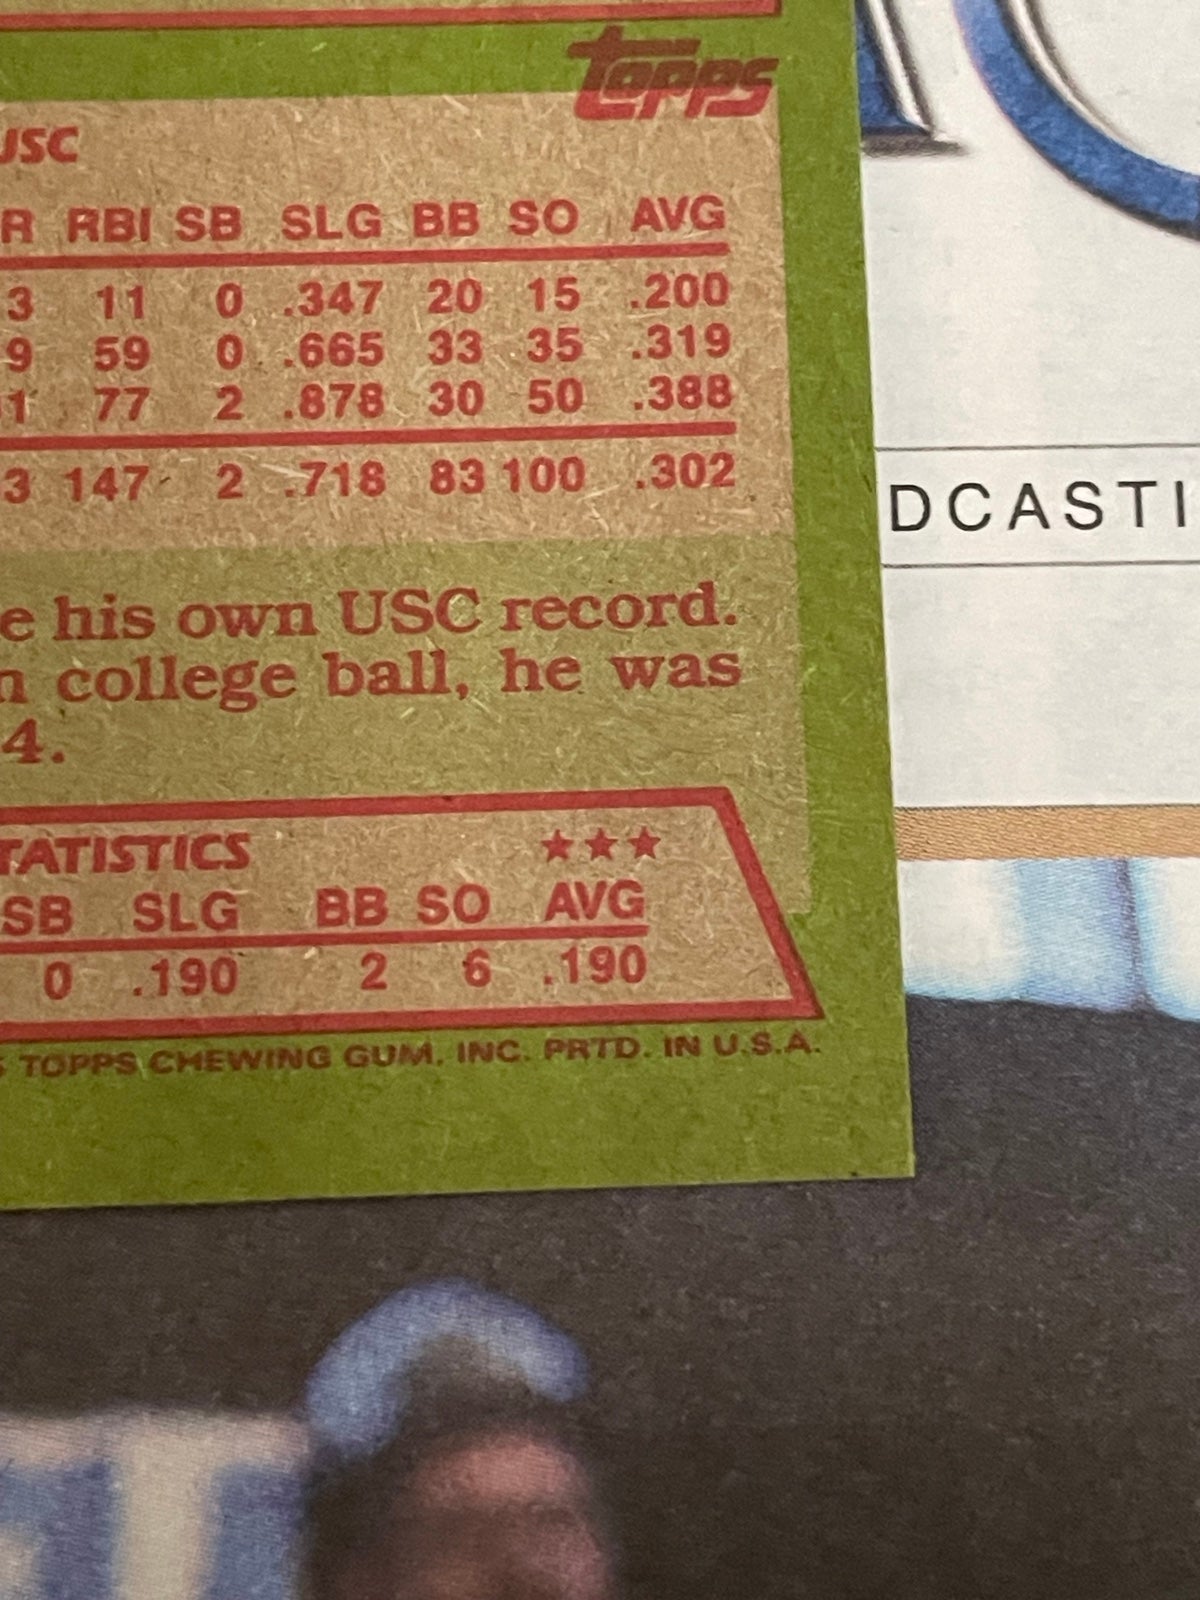 topps
USC
R RBI SB SLG BB SO AVG
3 11 0 .347 20 15 .200
9 59 0 .665 33 35 .319
1 77 2 .878 30 50 .388
3 147 2 .718 83 100 .302
e his own USC record.
n college ball, he was
4.
TATISTICS ★★★
SB SLG BB SO AVG
0 .190 2 6 .190
5 TOPPS CHEWING GUM. INC. PRTD. IN U.S.A.
DCASTI